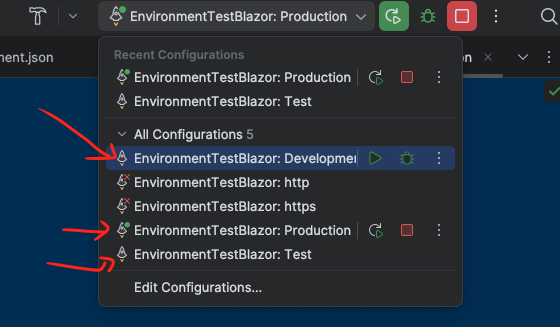 EnvironmentTestBlazor: Production
ment.json
on
Recent Configurations
EnvironmentTestBlazor: Production
EnvironmentTestBlazor: Test
All Configurations 5
EnvironmentTestBlazor: Developme
EnvironmentTestBlazor: http
EnvironmentTestBlazor: https
EnvironmentTestBlazor: Production
EnvironmentTestBlazor: Test
Edit Configurations...